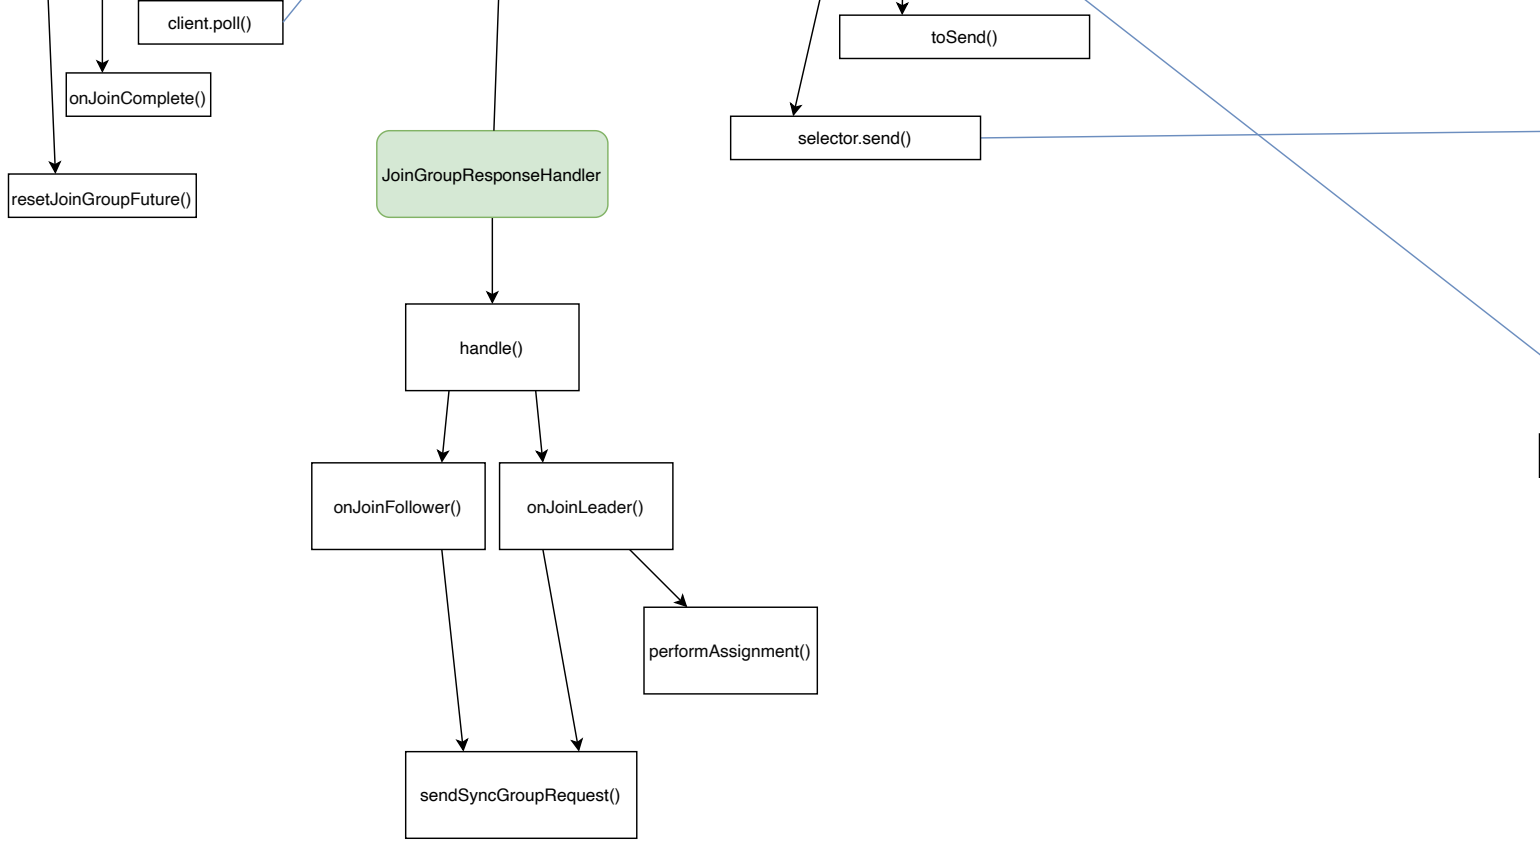 client.poll()
toSend()
onJoinComplete()
selector.send()
JoinGroupResponseHandler
resetJoinGroupFuture()
handle()
onJoinFollower()
onJoinLeader()
performAssignment()
sendSyncGroupRequest()